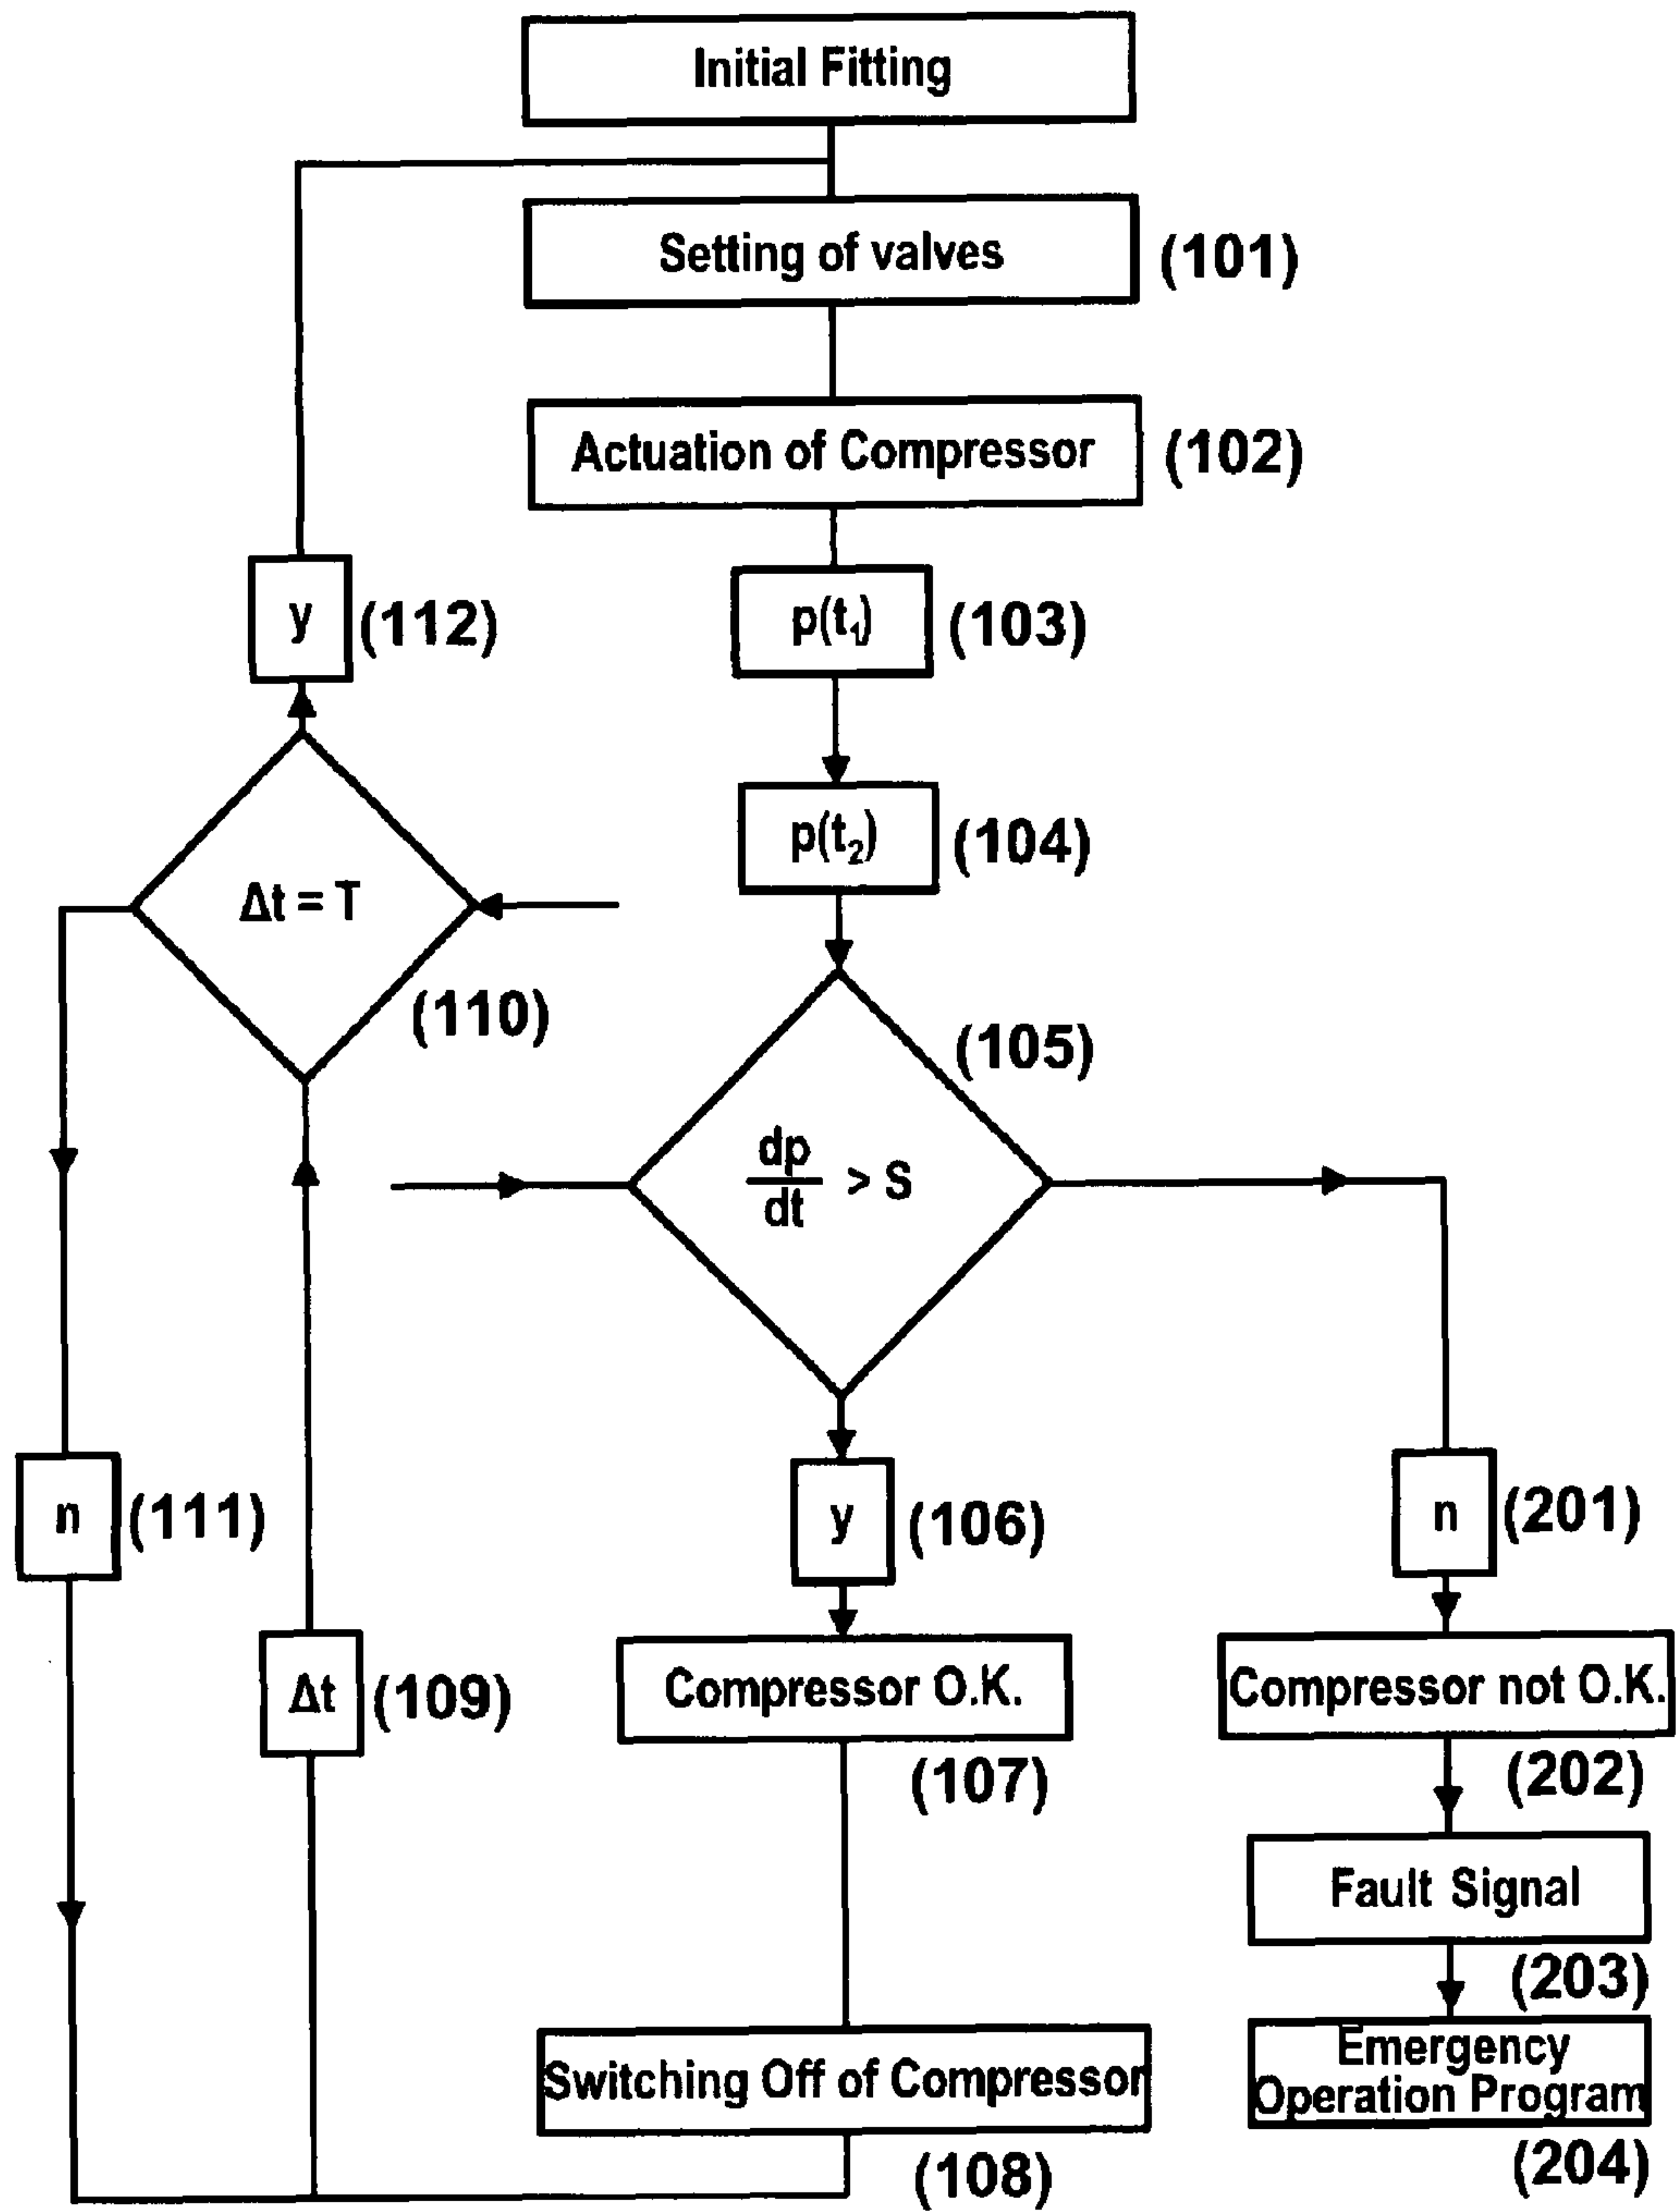 Initial Fitting
Setting of valves
(101)
Actuation of Compressor
(102)
y
(112)
p(t₁)
(103)
p(t₂)
(104)
Δt = T
(110)
(105)
dp
dt
> S
n
(111)
y
(106)
n
(201)
Δt
(109)
Compressor O.K.
(107)
Compressor not O.K.
(202)
Fault Signal
(203)
Switching Off of Compressor
(108)
Emergency
Operation Program
(204)